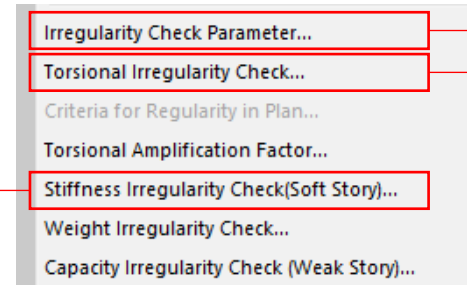 Irregularity Check Parameter...
Torsional Irregularity Check...
Criteria for Regularity in Plan...
Torsional Amplification Factor...
Stiffness Irregularity Check(Soft Story)...
Weight Irregularity Check...
Capacity Irregularity Check (Weak Story)...